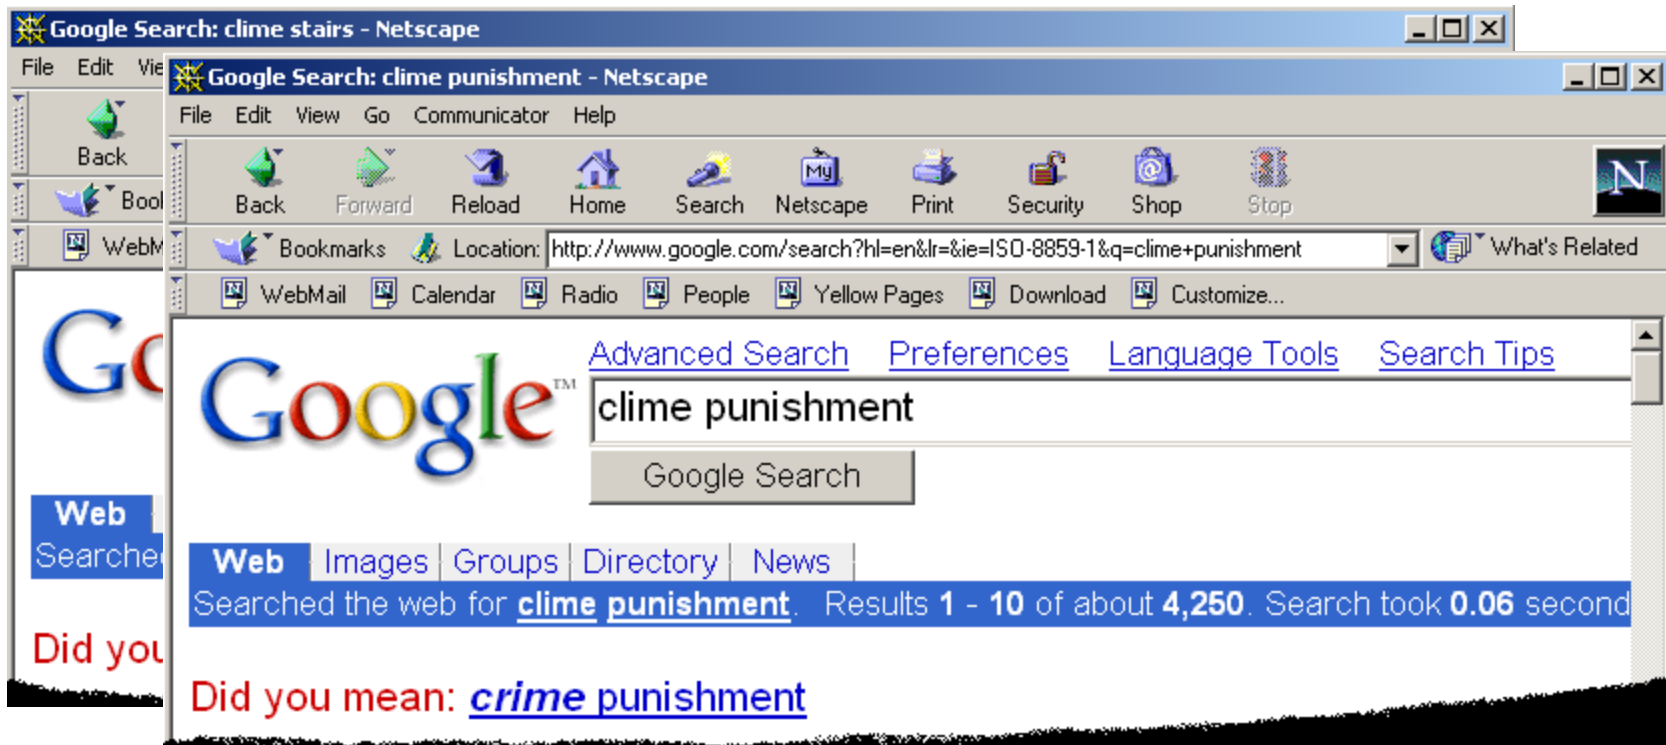 Google Search: clime stairs - Netscape
File Edit Vie
Back
Book
WebM
Go
Web
Searche
Did you
Google Search: clime punishment - Netscape
File Edit View Go Communicator Help
Back Forward Reload Home Search My Netscape Print Security Shop Stop
N
Bookmarks Location: http://www.google.com/search?hl=en&lr=&ie=ISO-8859-1&q=clime+punishment What's Related
WebMail Calendar Radio People Yellow Pages Download Customize...
Advanced Search Preferences Language Tools Search Tips
Google™ clime punishment
Google Search
Web Images Groups Directory News
Searched the web for clime punishment. Results 1 - 10 of about 4,250. Search took 0.06 second
Did you mean: crime punishment